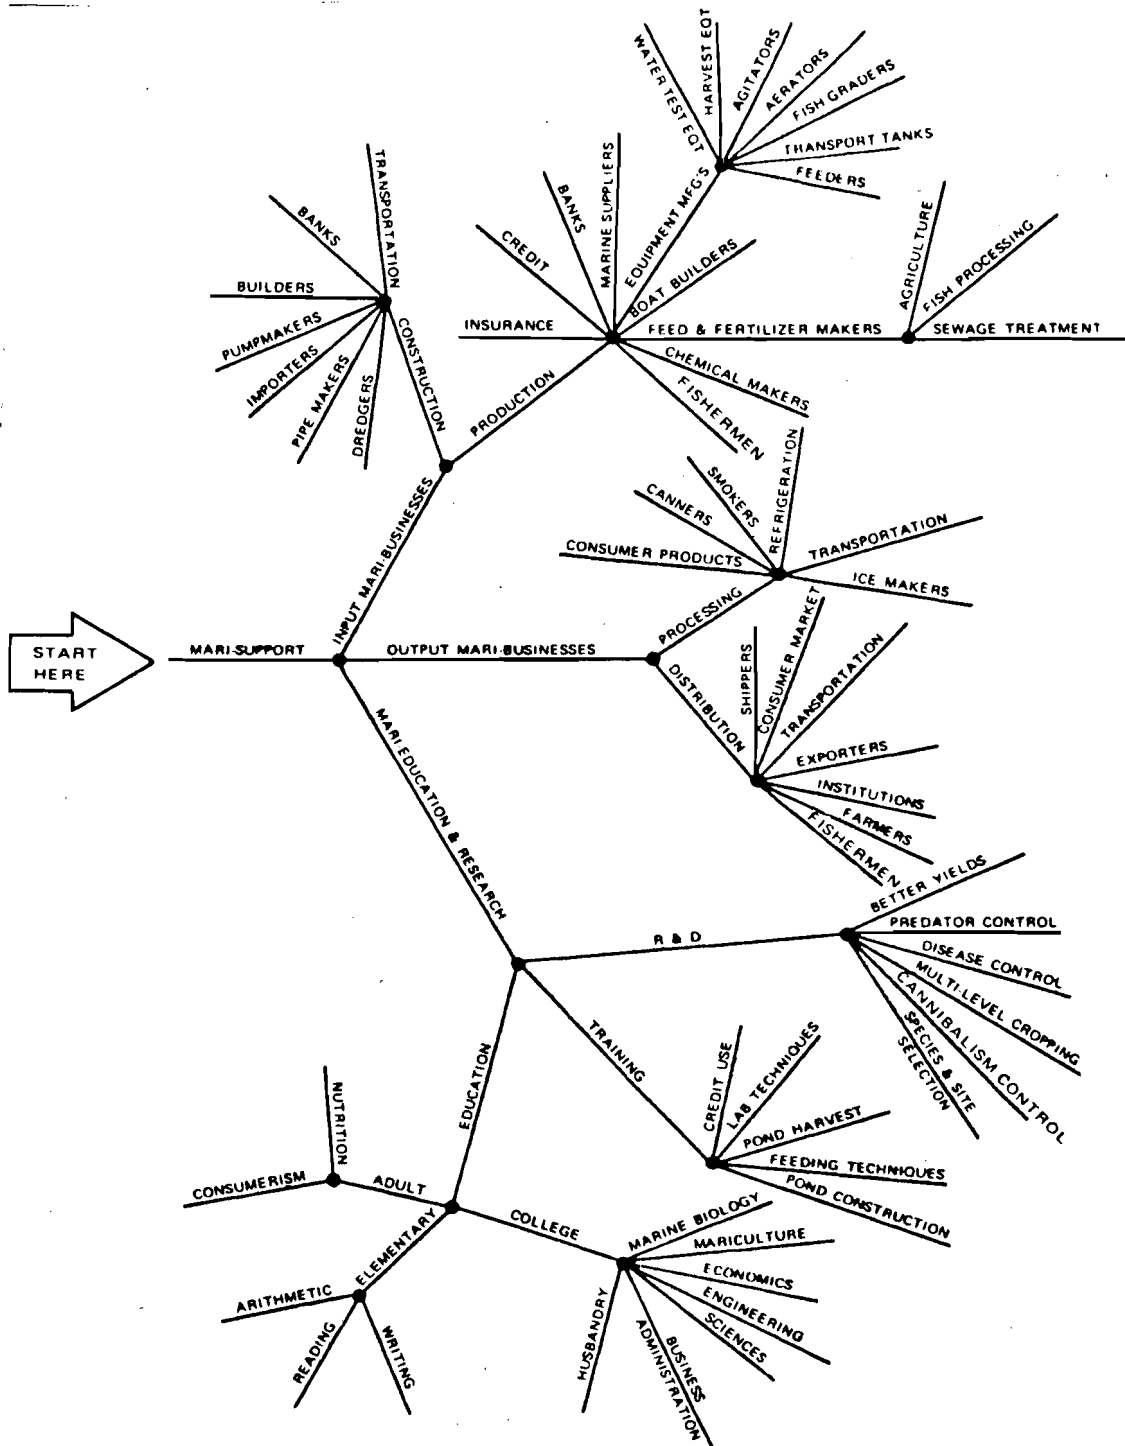 START
HERE
MARI-SUPPORT
INPUT MARI-BUSINESSES
CONSTRUCTION
TRANSPORTATION
BANKS
BUILDERS
PUMPMAKERS
IMPORTERS
PIPE MAKERS
DREDGERS
PRODUCTION
INSURANCE
CREDIT
BANKS
MARINE SUPPLIERS
EQUIPMENT MFG'S
WATER TEST EQT
HARVEST EQT
AGITATORS
AERATORS
FISH GRADERS
TRANSPORT TANKS
FEEDERS
BOAT BUILDERS
FEED & FERTILIZER MAKERS
AGRICULTURE
FISH PROCESSING
SEWAGE TREATMENT
CHEMICAL MAKERS
FISHERMEN
OUTPUT MARI-BUSINESSES
PROCESSING
CONSUMER PRODUCTS
CANNERS
SMOKERS
REFRIGERATION
TRANSPORTATION
ICE MAKERS
DISTRIBUTION
SHIPPERS
CONSUMER MARKET
TRANSPORTATION
EXPORTERS
INSTITUTIONS
FARMERS
FISHERMEN
MARI-EDUCATION & RESEARCH
R & D
BETTER YIELDS
PREDATOR CONTROL
DISEASE CONTROL
MULTI-LEVEL CROPPING
CANNIBALISM CONTROL
SPECIES & SITE
SELECTION
TRAINING
CREDIT USE
LAB TECHNIQUES
POND HARVEST
FEEDING TECHNIQUES
POND CONSTRUCTION
EDUCATION
ADULT
NUTRITION
CONSUMERISM
ELEMENTARY
ARITHMETIC
READING
WRITING
COLLEGE
MARINE BIOLOGY
MARICULTURE
ECONOMICS
ENGINEERING
SCIENCES
BUSINESS
ADMINISTRATION
HUSBANDRY